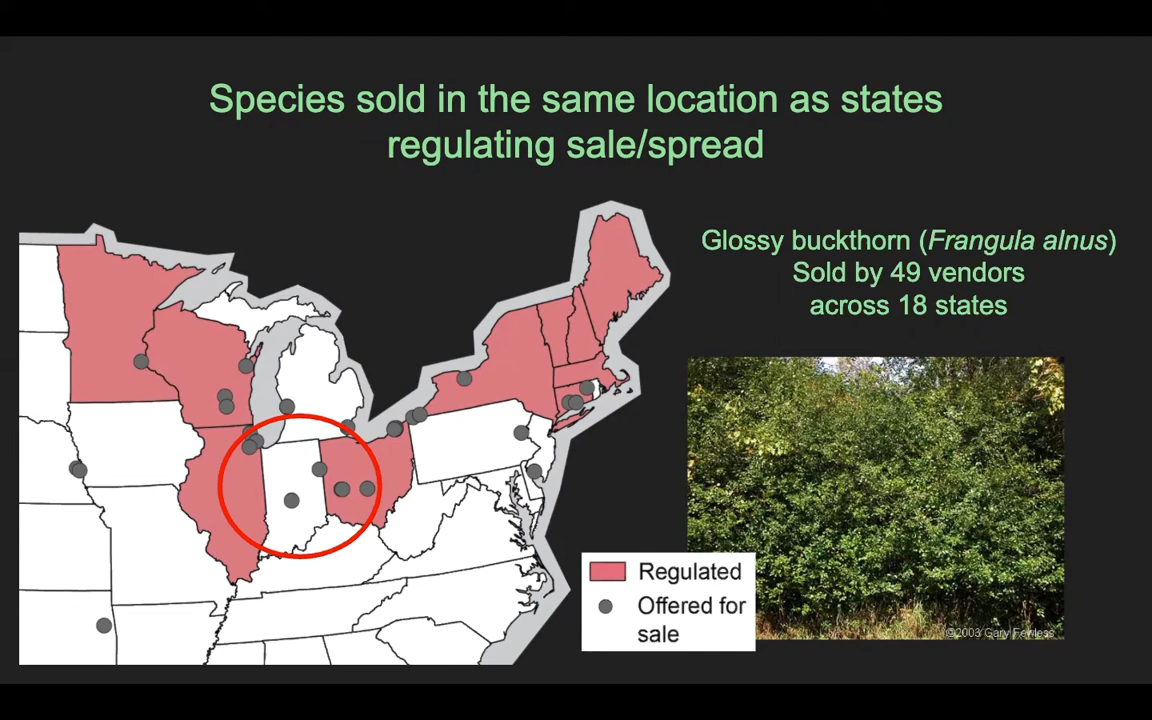 Species sold in the same location as states
regulating sale/spread
Glossy buckthorn (Frangula alnus)
Sold by 49 vendors
across 18 states
Regulated
Offered for
sale
©2003 Gary Fewless